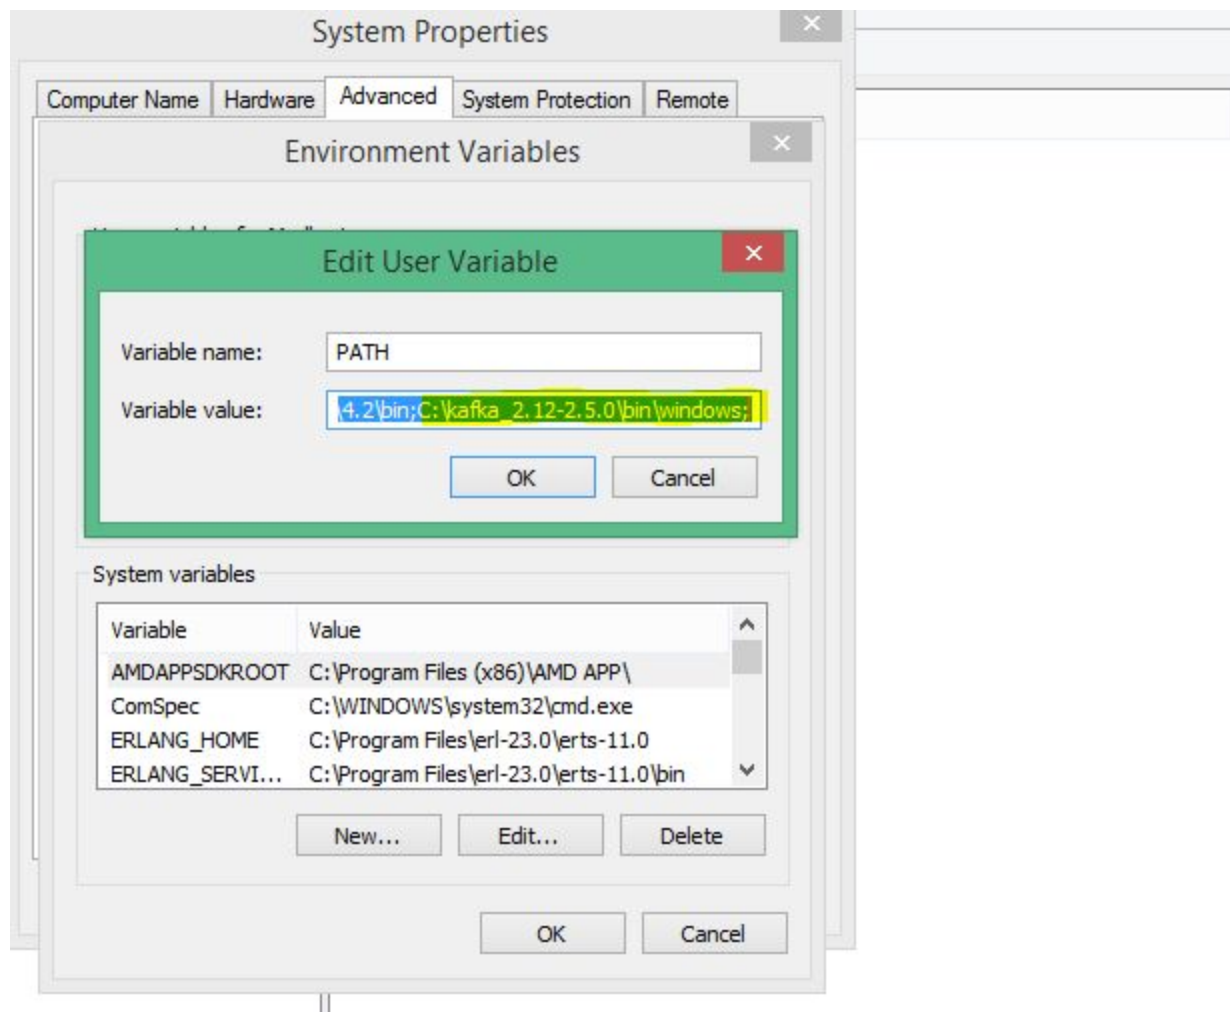 System Properties
Computer Name Hardware Advanced System Protection Remote
Environment Variables
Edit User Variable
Variable name: PATH
Variable value: \4.2\bin;C:\kafka_2.12-2.5.0\bin\windows;
OK Cancel
System variables
Variable Value
AMDAPPSDKROOT C:\Program Files (x86)\AMD APP\
ComSpec C:\WINDOWS\system32\cmd.exe
ERLANG_HOME C:\Program Files\erl-23.0\erts-11.0
ERLANG_SERVI... C:\Program Files\erl-23.0\erts-11.0\bin
New... Edit... Delete
OK Cancel